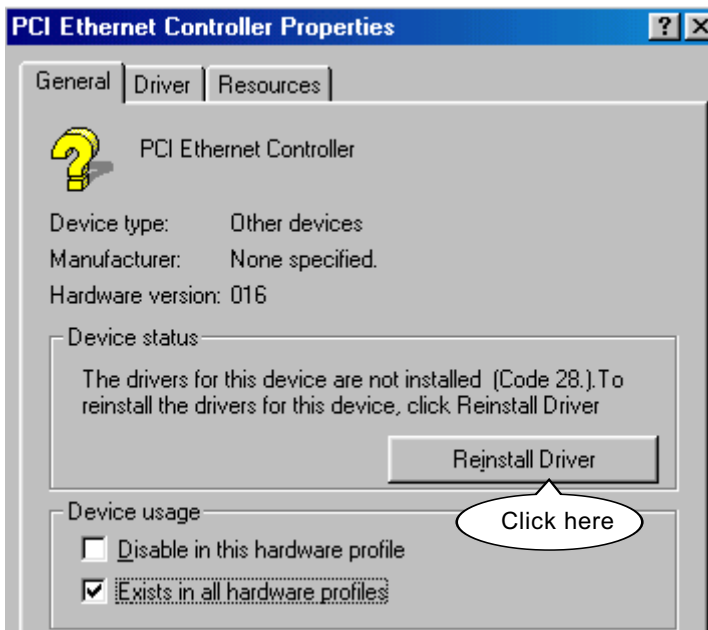 PCI Ethernet Controller Properties
General
Driver
Resources
PCI Ethernet Controller
Device type: Other devices
Manufacturer: None specified.
Hardware version: 016
Device status
The drivers for this device are not installed (Code 28.).To
reinstall the drivers for this device, click Reinstall Driver
Reinstall Driver
Click here
Device usage
Disable in this hardware profile
Exists in all hardware profiles